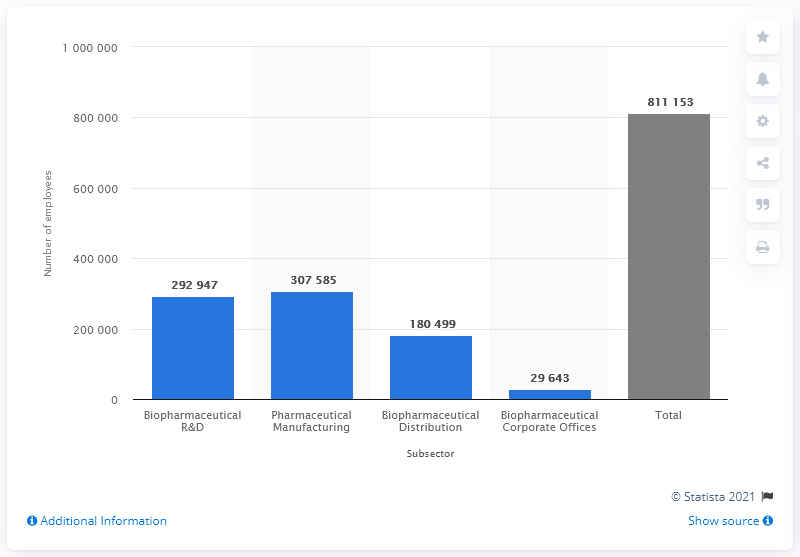 1 000 000
800 000
600 000
400 000
200 000
0
Number of employees
292 947
307 585
180 499
29 643
811 153
Biopharmaceutical
R&D
Pharmaceutical
Manufacturing
Biopharmaceutical
Distribution
Biopharmaceutical
Corporate Offices
Total
Subsector
© Statista 2021
Additional Information
Show source